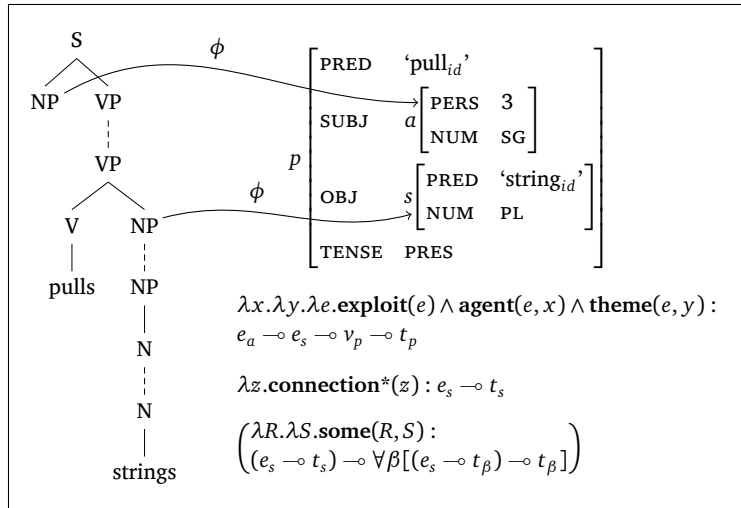 S
NP VP
VP
V NP
pulls
NP
N
N
strings
ϕ
ϕ
p
PRED ‘pull_id’
SUBJ a [PERS 3
NUM SG]
OBJ s [PRED ‘string_id’
NUM PL]
TENSE PRES
λx.λy.λe.exploit(e) ∧ agent(e, x) ∧ theme(e, y) :
e_a ⊸ e_s ⊸ v_p ⊸ t_p
λz.connection*(z) : e_s ⊸ t_s
(λR.λS.some(R, S) :
(e_s ⊸ t_s) ⊸ ∀β[(e_s ⊸ t_β) ⊸ t_β])